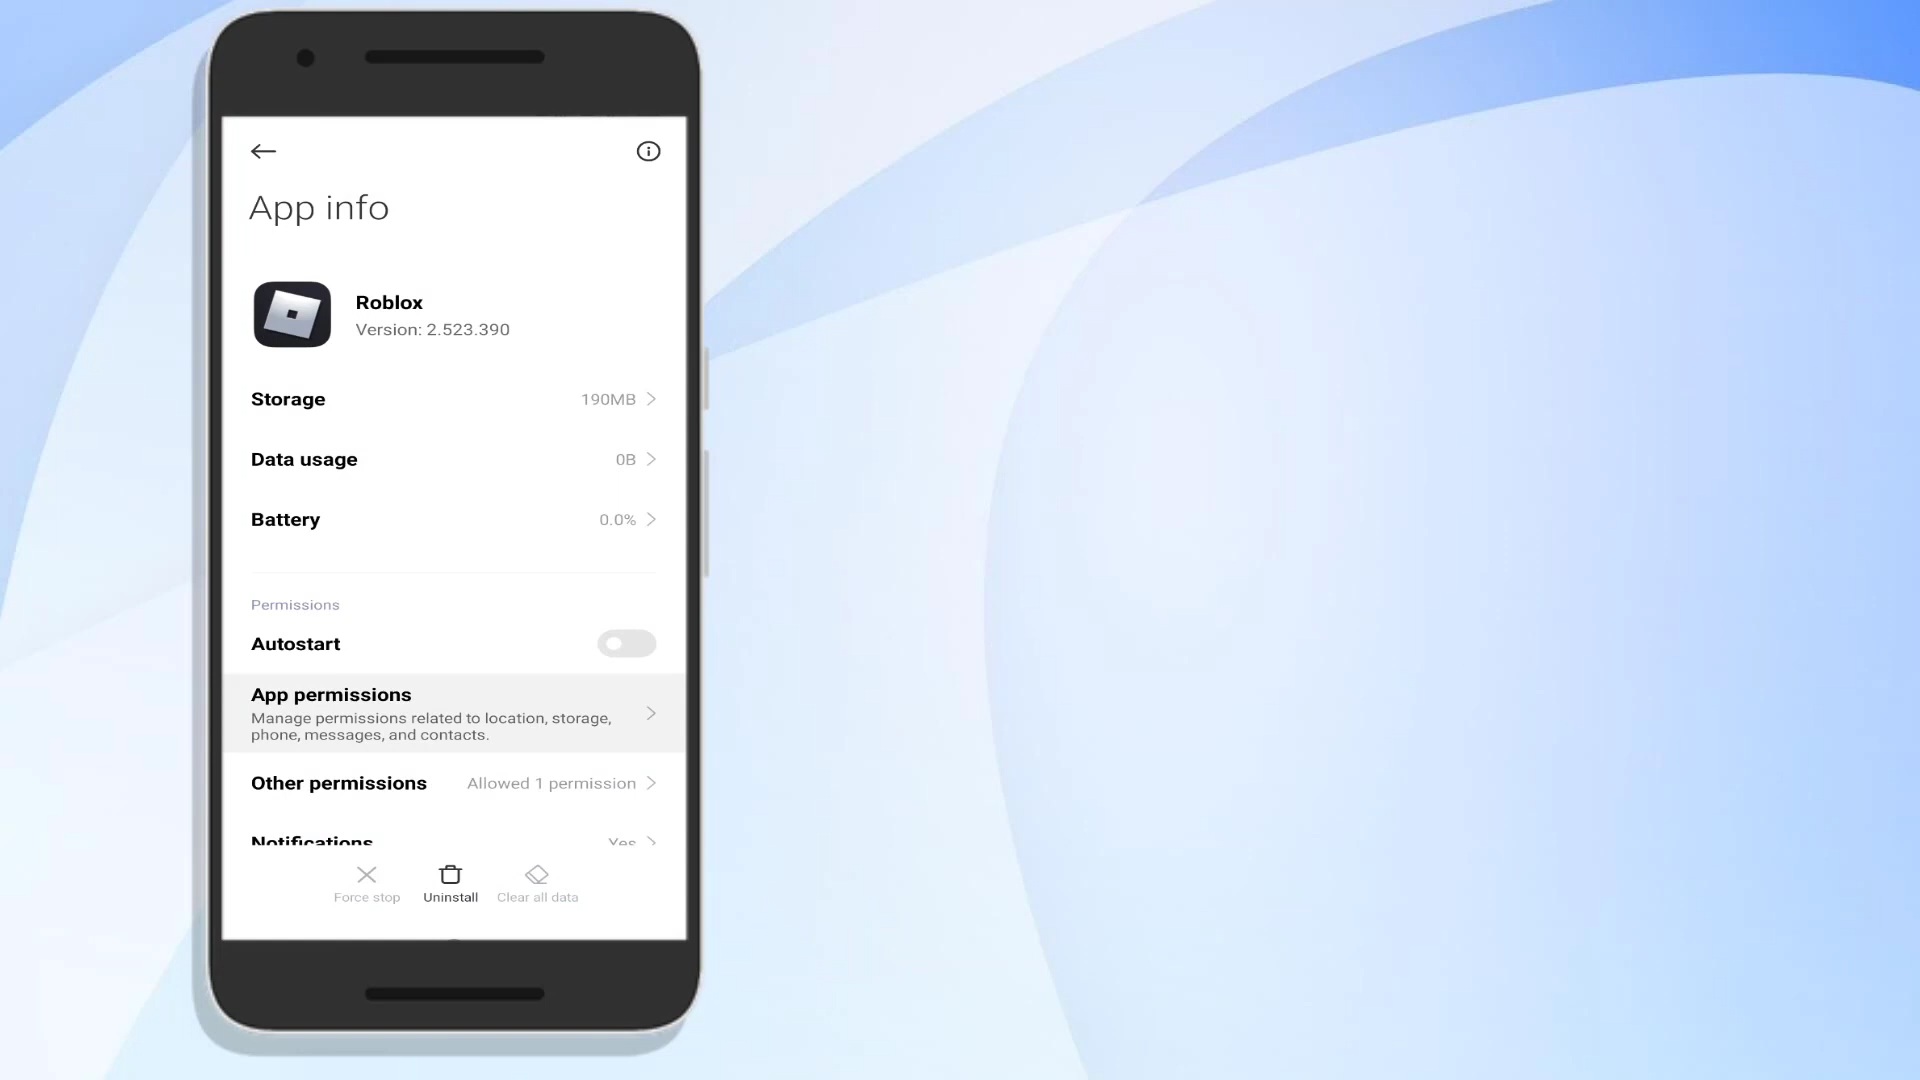 App info
Roblox
Version: 2.523.390
Storage 190MB
Data usage 0B
Battery 0.0%
Permissions
Autostart
App permissions
Manage permissions related to location, storage,
phone, messages, and contacts.
Other permissions Allowed 1 permission
Notifications Yes
Force stop Uninstall Clear all data